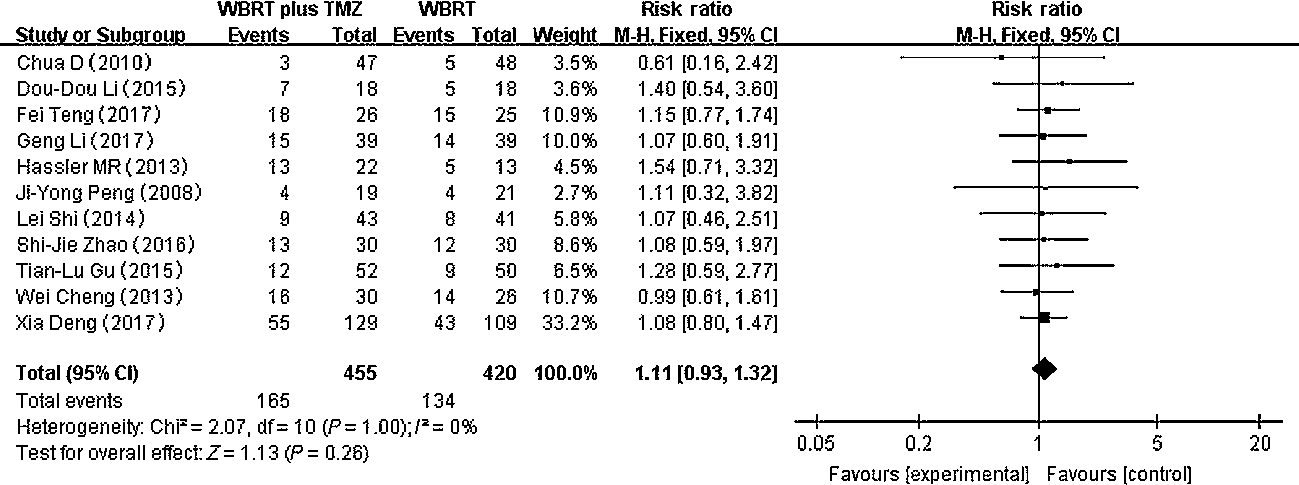 WBRT plus TMZ WBRT Risk ratio Risk ratio
Study or Subgroup Events Total Events Total Weight M-H, Fixed, 95% CI M-H, Fixed, 95% CI
Chua D (2010) 3 47 5 48 3.5% 0.61 [0.16, 2.42]
Dou-Dou Li (2015) 7 18 5 18 3.6% 1.40 [0.54, 3.60]
Fei Teng (2017) 18 26 15 25 10.9% 1.15 [0.77, 1.74]
Geng Li (2017) 15 39 14 39 10.0% 1.07 [0.60, 1.91]
Hassler MR (2013) 13 22 5 13 4.5% 1.54 [0.71, 3.32]
Ji-Yong Peng (2008) 4 19 4 21 2.7% 1.11 [0.32, 3.82]
Lei Shi (2014) 9 43 8 41 5.8% 1.07 [0.46, 2.51]
Shi-Jie Zhao (2016) 13 30 12 30 8.6% 1.08 [0.59, 1.97]
Tian-Lu Gu (2015) 12 52 9 50 6.5% 1.28 [0.59, 2.77]
Wei Cheng (2013) 16 30 14 26 10.7% 0.99 [0.61, 1.61]
Xia Deng (2017) 55 129 43 109 33.2% 1.08 [0.80, 1.47]
Total (95% CI) 455 420 100.0% 1.11 [0.93, 1.32]
Total events 165 134
Heterogeneity: Chi² = 2.07, df = 10 (P = 1.00); I² = 0%
Test for overall effect: Z = 1.13 (P = 0.26)
0.05 0.2 1 5 20
Favours [experimental] Favours [control]